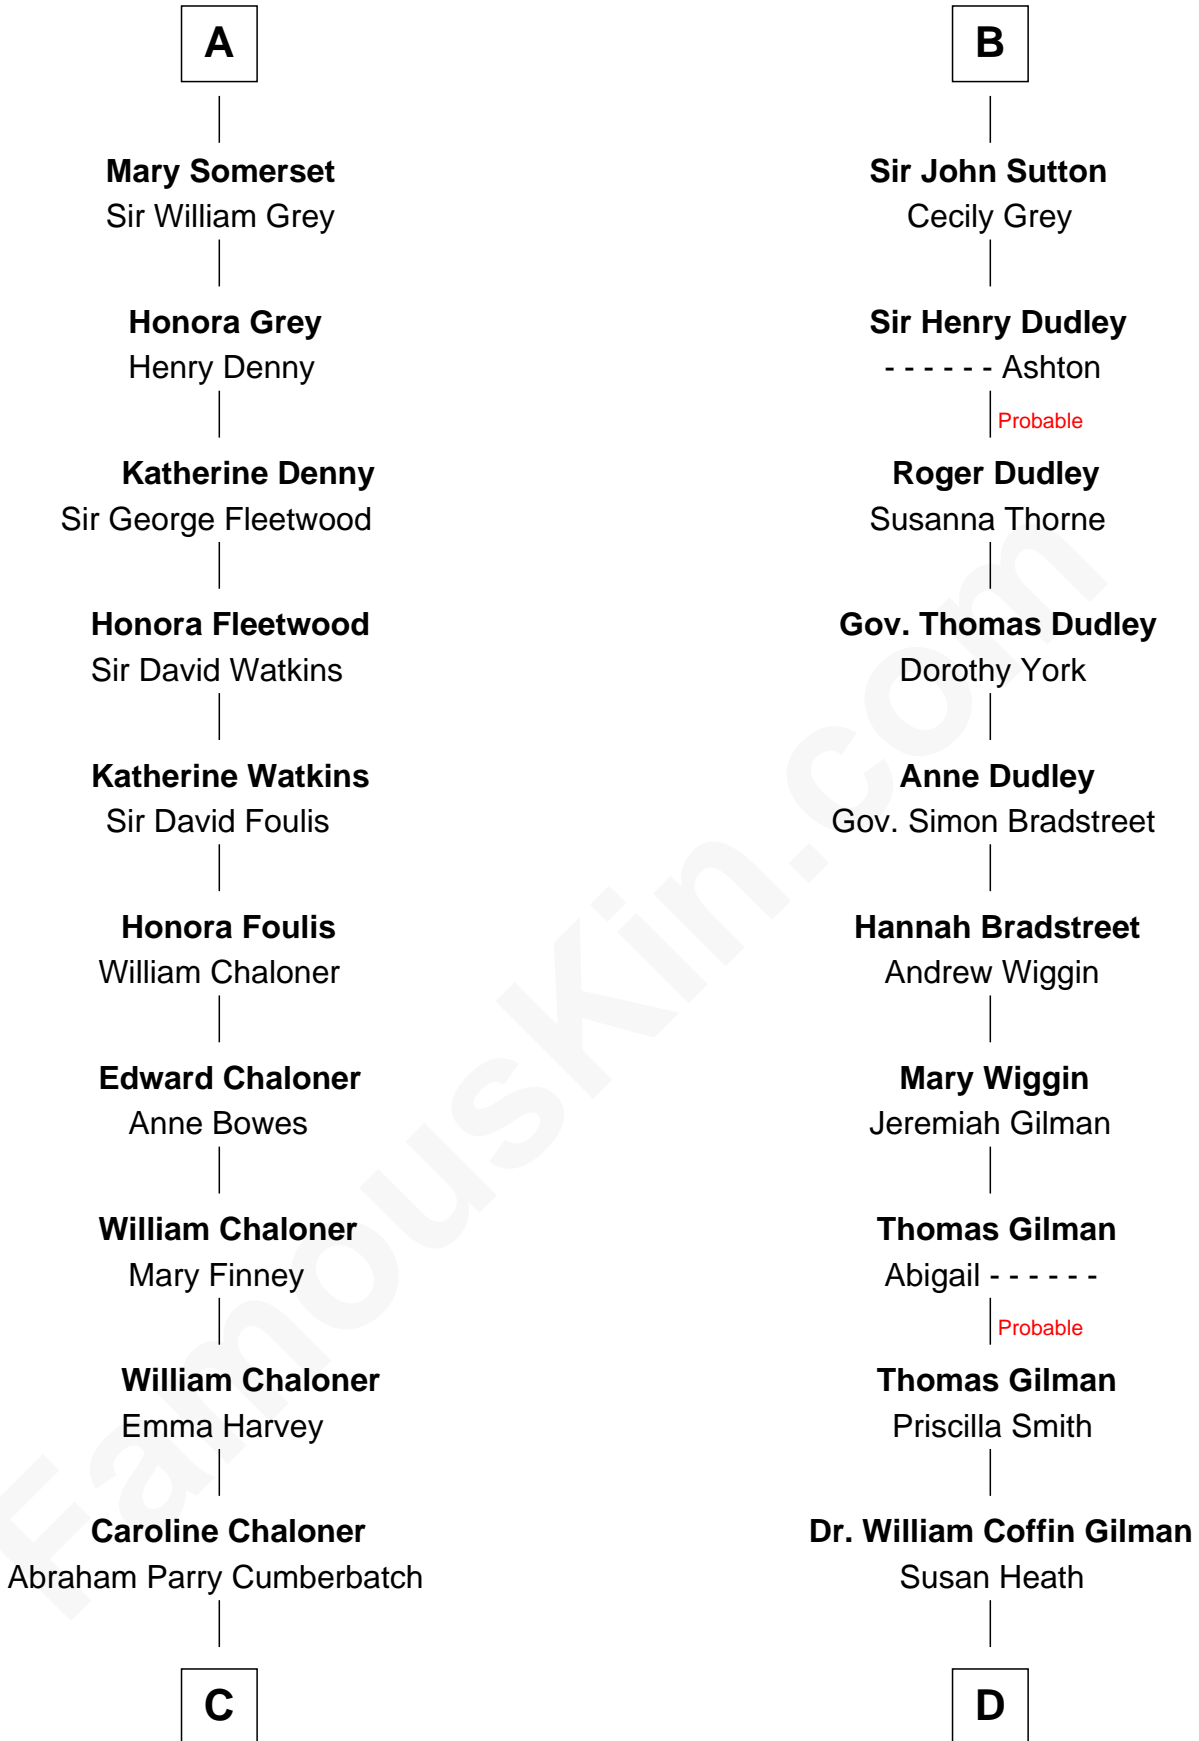 A
Mary Somerset
Sir William Grey
Honora Grey
Henry Denny
Katherine Denny
Sir George Fleetwood
Honora Fleetwood
Sir David Watkins
Katherine Watkins
Sir David Foulis
Honora Foulis
William Chaloner
Edward Chaloner
Anne Bowes
William Chaloner
Mary Finney
William Chaloner
Emma Harvey
Caroline Chaloner
Abraham Parry Cumberbatch
C
B
Sir John Sutton
Cecily Grey
Sir Henry Dudley
- - - - - - Ashton
Probable
Roger Dudley
Susanna Thorne
Gov. Thomas Dudley
Dorothy York
Anne Dudley
Gov. Simon Bradstreet
Hannah Bradstreet
Andrew Wiggin
Mary Wiggin
Jeremiah Gilman
Thomas Gilman
Abigail - - - - - -
Probable
Thomas Gilman
Priscilla Smith
Dr. William Coffin Gilman
Susan Heath
D
FamousKin.com